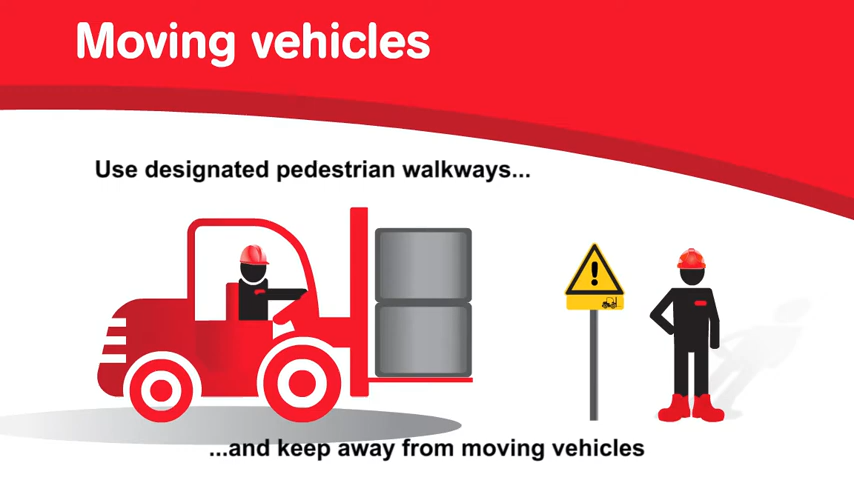 Moving vehicles
Use designated pedestrian walkways...
!
...and keep away from moving vehicles